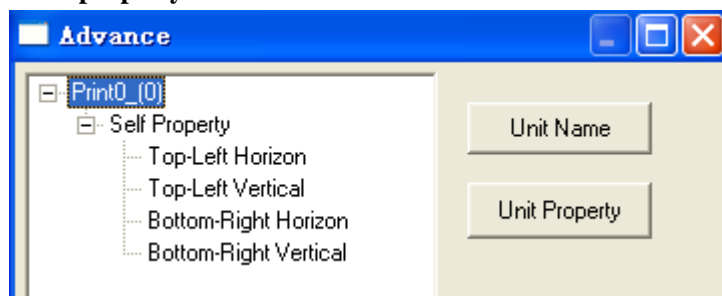 Advance
Print0_(0)
Self Property
Top-Left Horizon
Top-Left Vertical
Bottom-Right Horizon
Bottom-Right Vertical
Unit Name
Unit Property